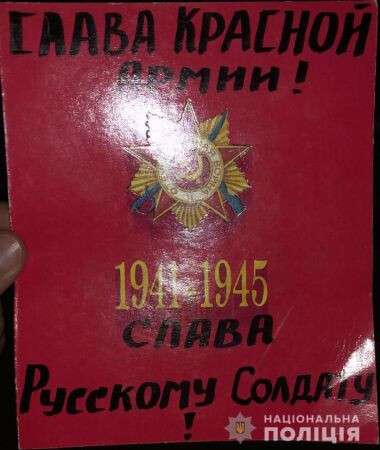 СЛАВА КРАСНОЙ
АРМИИ!
1941-1945
СЛАВА
РУССКОМУ СОЛДАТУ
!
НАЦІОНАЛЬНА
ПОЛІЦІЯ